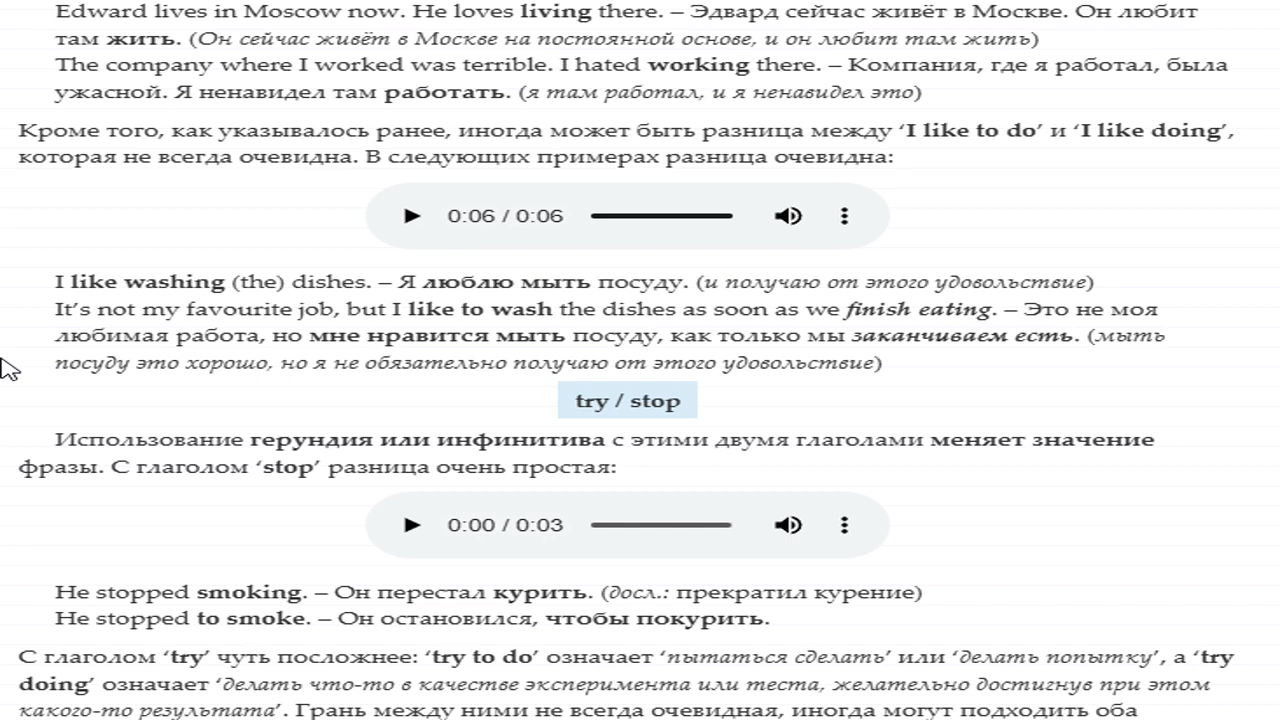 Edward lives in Moscow now. He loves living there. – Эдвард сейчас живёт в Москве. Он любит
там жить. (Он сейчас живёт в Москве на постоянной основе, и он любит там жить)
The company where I worked was terrible. I hated working there. – Компания, где я работал, была
ужасной. Я ненавидел там работать. (я там работал, и я ненавидел это)
Кроме того, как указывалось ранее, иногда может быть разница между ‘I like to do’ и ‘I like doing’,
которая не всегда очевидна. В следующих примерах разница очевидна:
0:06 / 0:06
I like washing (the) dishes. – Я люблю мыть посуду. (и получаю от этого удовольствие)
It’s not my favourite job, but I like to wash the dishes as soon as we finish eating. – Это не моя
любимая работа, но мне нравится мыть посуду, как только мы заканчиваем есть. (мыть
посуду это хорошо, но я не обязательно получаю от этого удовольствие)
try / stop
Использование герундия или инфинитива с этими двумя глаголами меняет значение
фразы. С глаголом ‘stop’ разница очень простая:
0:00 / 0:03
He stopped smoking. – Он перестал курить. (досл.: прекратил курение)
He stopped to smoke. – Он остановился, чтобы покурить.
С глаголом ‘try’ чуть посложнее: ‘try to do’ означает ‘пытаться сделать’ или ‘делать попытку’, а ‘try
doing’ означает ‘делать что-то в качестве эксперимента или теста, желательно достигнув при этом
какого-то результата’. Грань между ними не всегда очевидная, иногда могут подходить оба